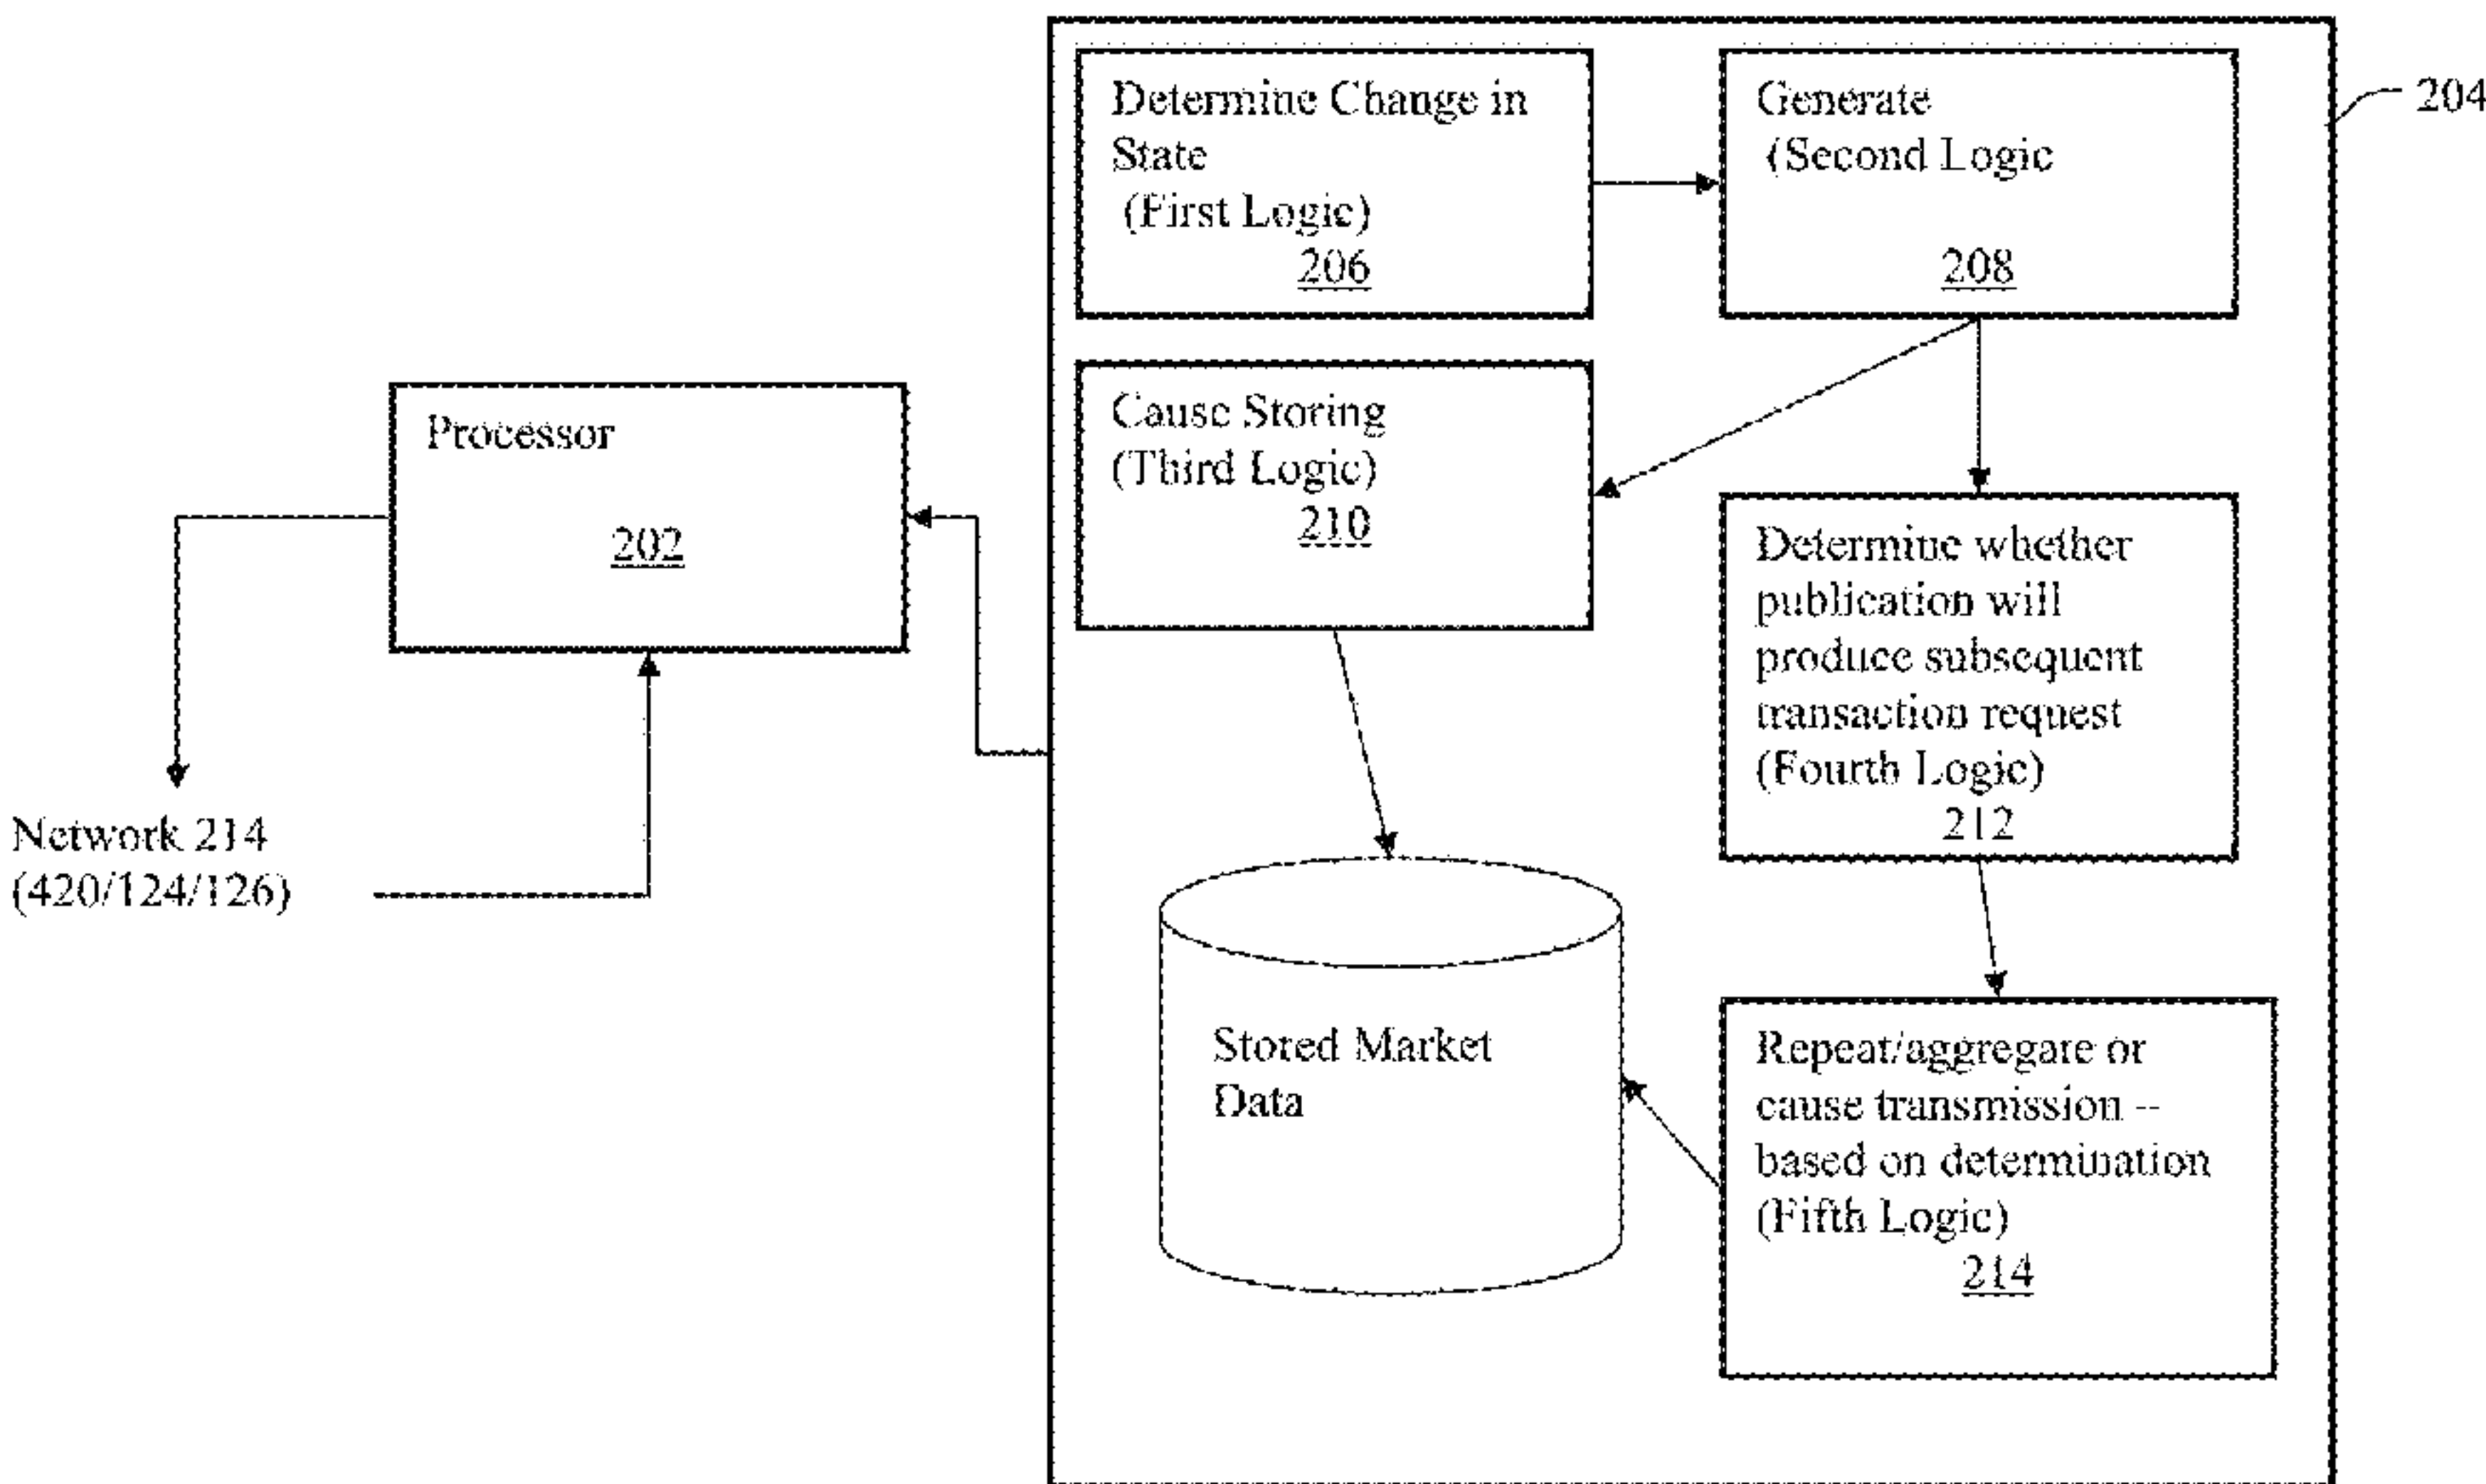 Determine Change in
State
(First Logic)
206
Generate
(Second Logic
208
204
Processor
202
Cause Storing
(Third Logic)
210
Determine whether
publication will
produce subsequent
transaction request
(Fourth Logic)
212
Network 214
(420/124/126)
Stored Market
Data
Repeat/aggregate or
cause transmission --
based on determination
(Fifth Logic)
214